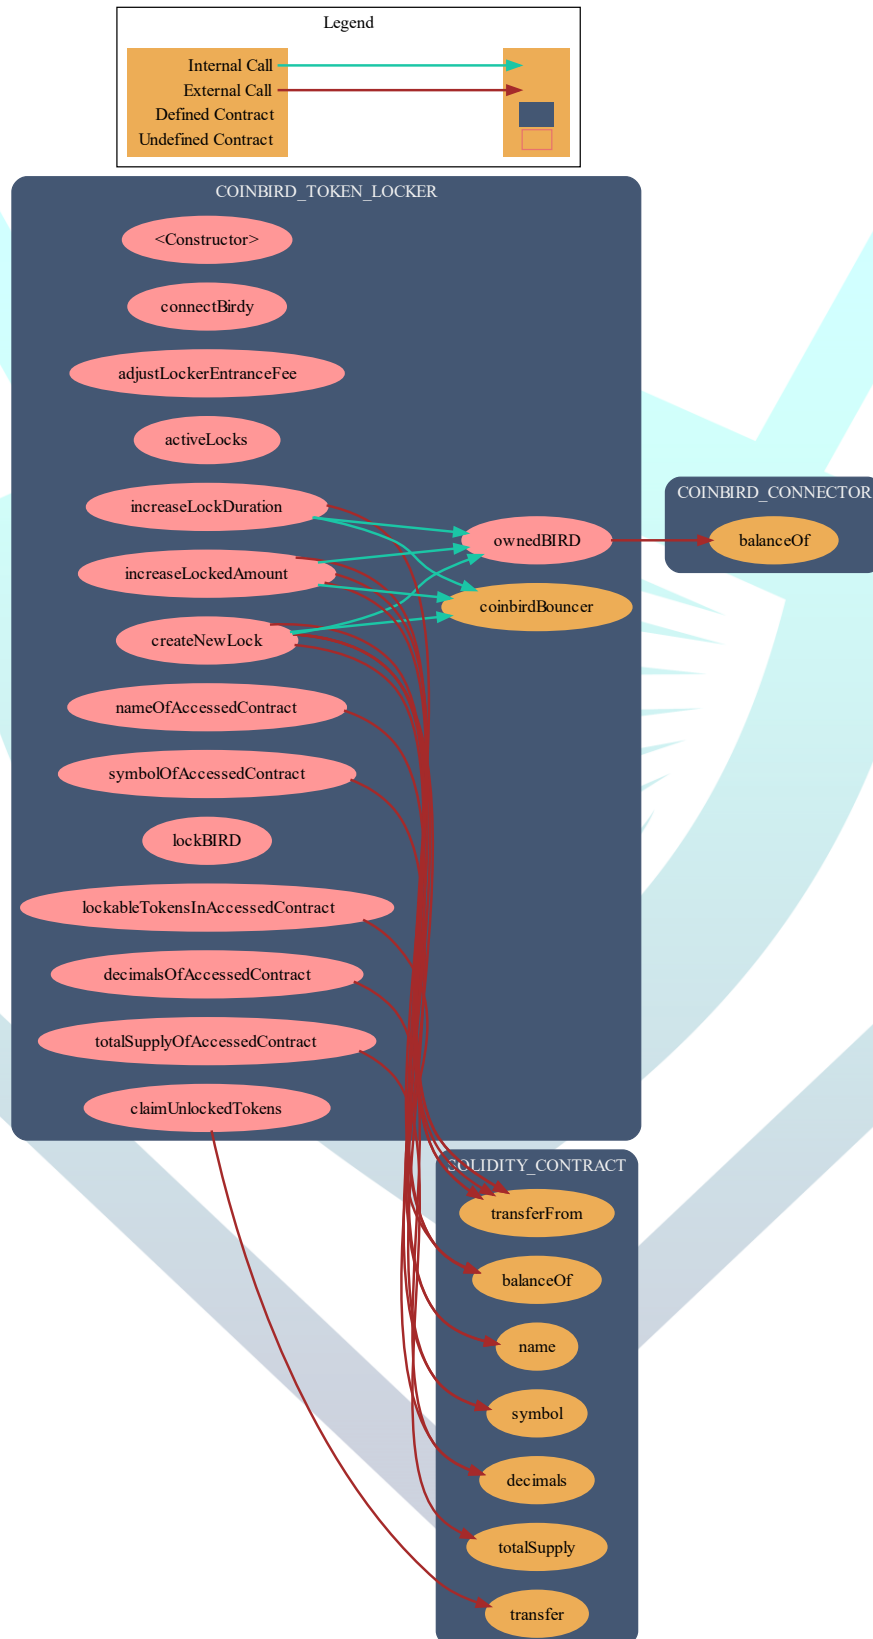 Legend
Internal Call
External Call
Defined Contract
Undefined Contract
COINBIRD_TOKEN_LOCKER
<Constructor>
connectBirdy
adjustLockerEntranceFee
activeLocks
increaseLockDuration
increaseLockedAmount
createNewLock
nameOfAccessedContract
symbolOfAccessedContract
lockBIRD
lockableTokensInAccessedContract
decimalsOfAccessedContract
totalSupplyOfAccessedContract
claimUnlockedTokens
ownedBIRD
coinbirdBouncer
COINBIRD_CONNECTOR
balanceOf
SOLIDITY_CONTRACT
transferFrom
balanceOf
name
symbol
decimals
totalSupply
transfer